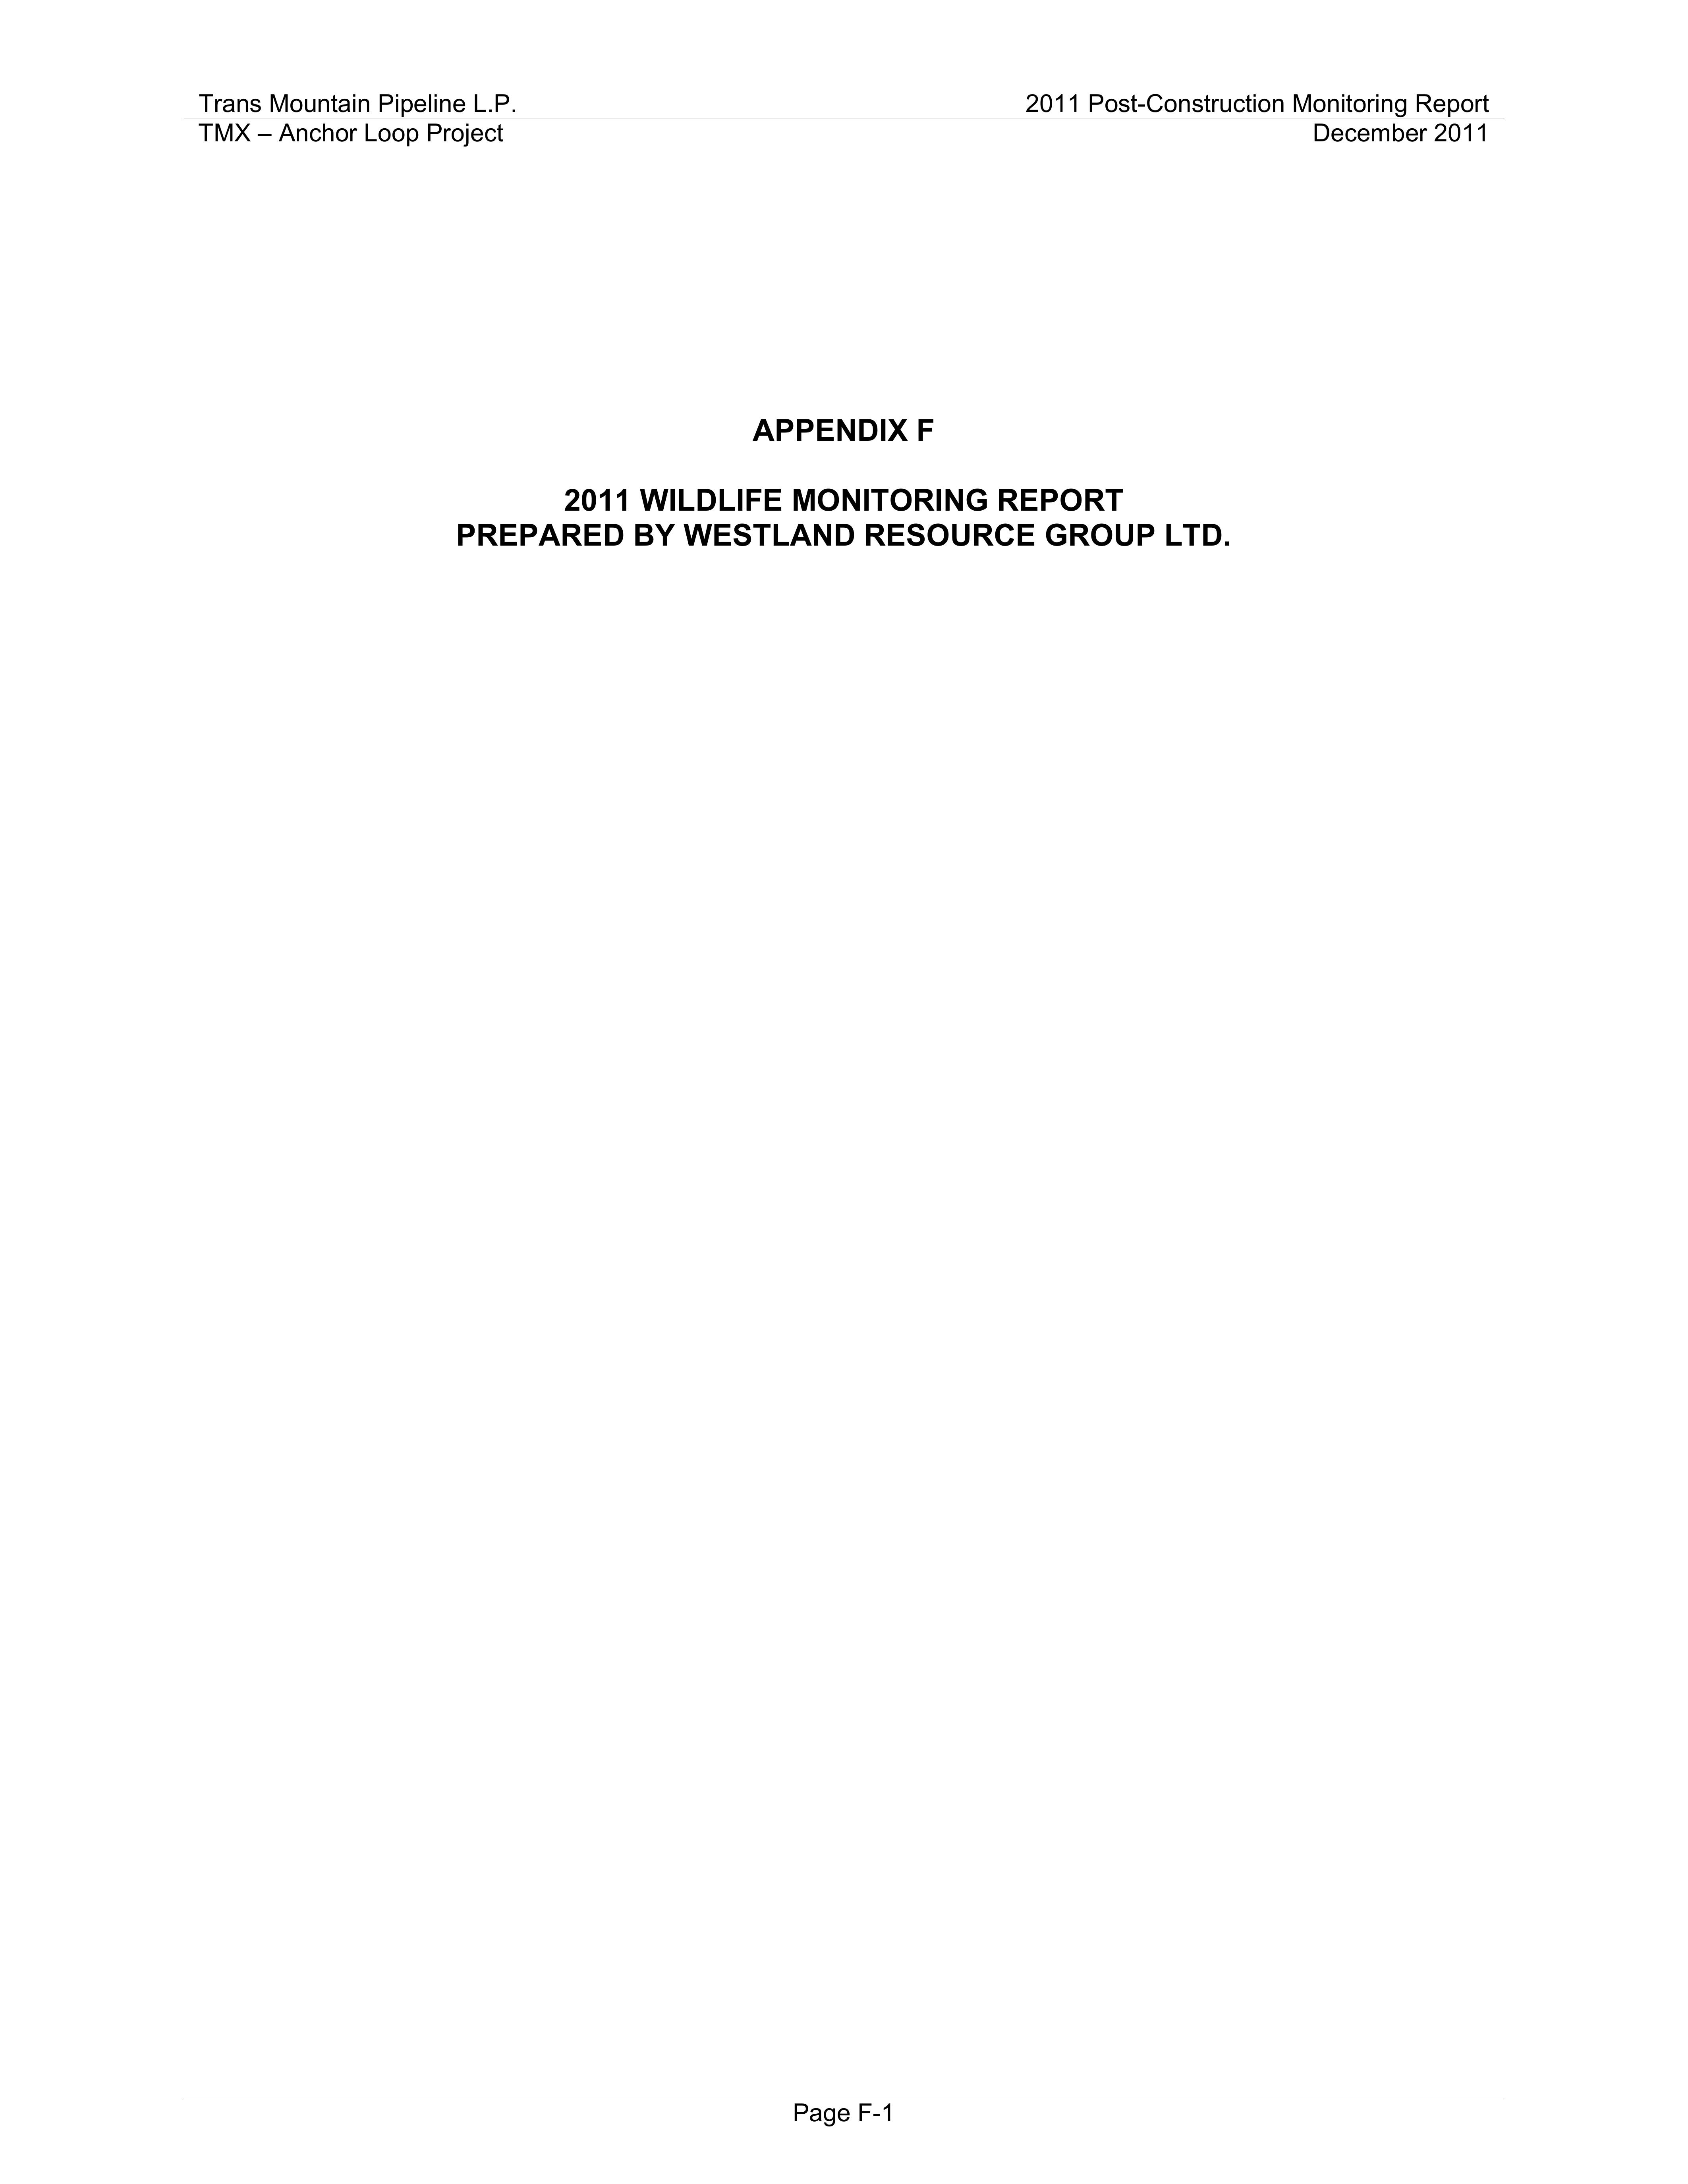 Trans Mountain Pipeline L.P. 2011 Post-Construction Monitoring Report
TMX – Anchor Loop Project December 2011
APPENDIX F
2011 WILDLIFE MONITORING REPORT
PREPARED BY WESTLAND RESOURCE GROUP LTD.
Page F-1